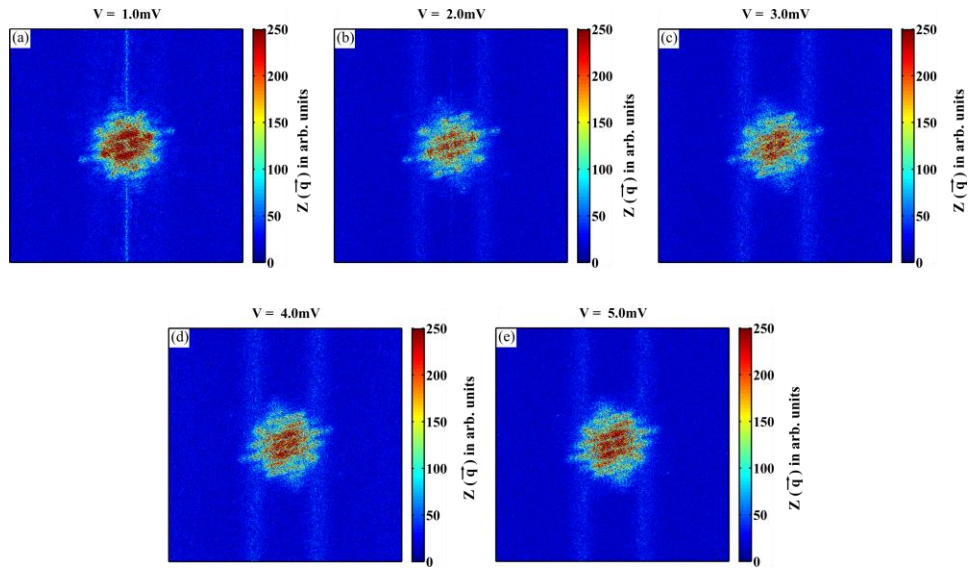 V = 1.0mV
(a)
250
200
150
100
50
0
Z (q→) in arb. units
V = 2.0mV
(b)
250
200
150
100
50
0
Z (q→) in arb. units
V = 3.0mV
(c)
250
200
150
100
50
0
Z (q→) in arb. units
V = 4.0mV
(d)
250
200
150
100
50
0
Z (q→) in arb. units
V = 5.0mV
(e)
250
200
150
100
50
0
Z (q→) in arb. units